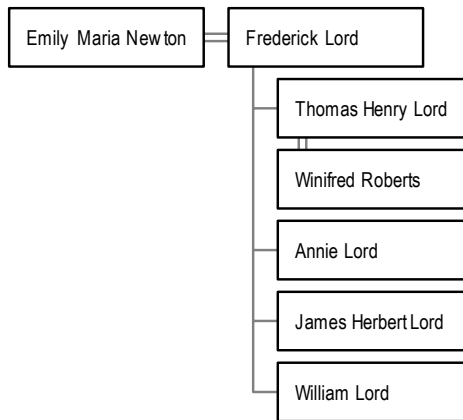 Emily Maria Newton
Frederick Lord
Thomas Henry Lord
Winifred Roberts
Annie Lord
James Herbert Lord
William Lord